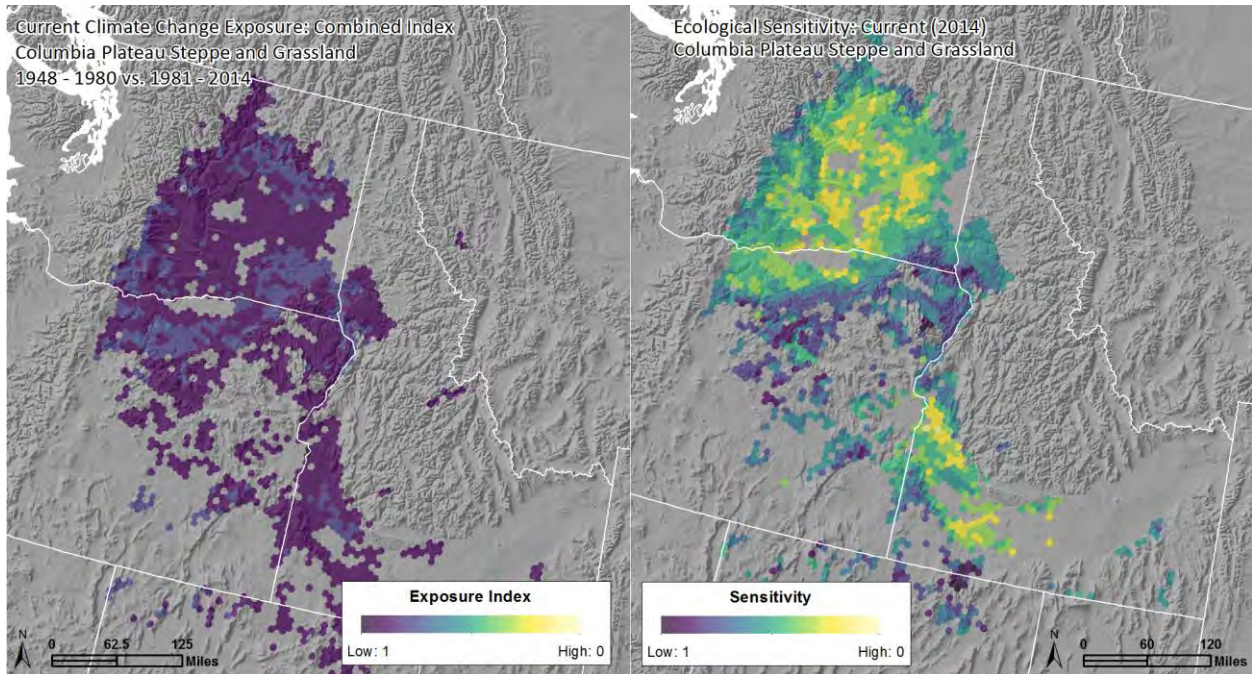 Current Climate Change Exposure: Combined Index
Columbia Plateau Steppe and Grassland
1948 - 1980 vs. 1981 - 2014
Exposure Index
Low: 1 High: 0
N
0 62.5 125
Miles
Ecological Sensitivity: Current (2014)
Columbia Plateau Steppe and Grassland
Sensitivity
Low: 1 High: 0
N
0 60 120
Miles